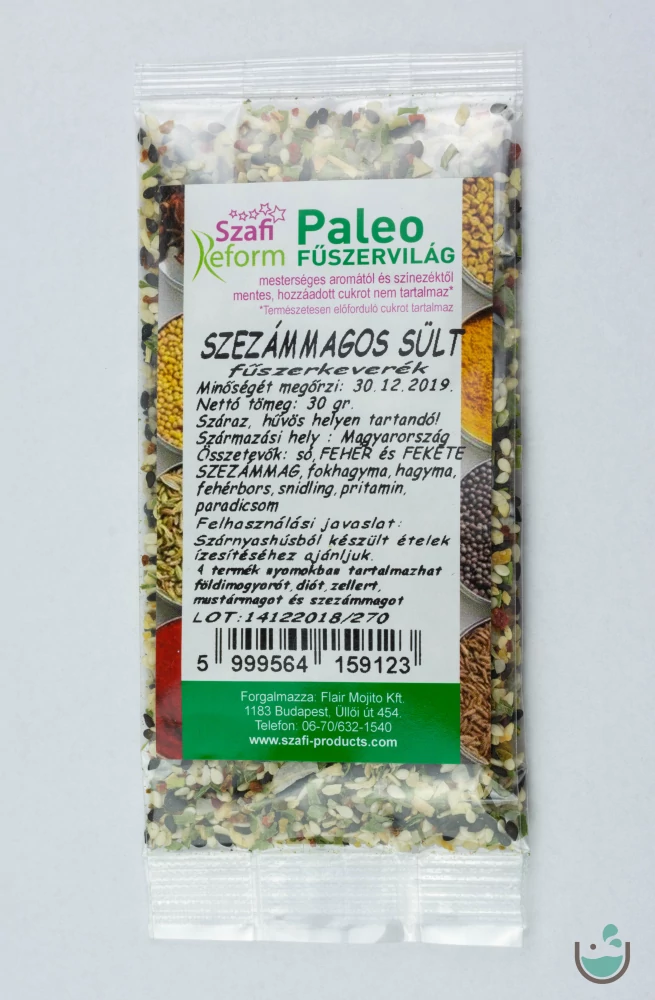 Szafi
Reform
Paleo
FŰSZERVILÁG
mesterséges aromától és színezéktől
mentes, hozzáadott cukrot nem tartalmaz*
*Természetesen előforduló cukrot tartalmaz
SZEZÁMMAGOS SÜLT
fűszerkeverék
Minőségét megőrzi: 30.12.2019.
Nettó tömeg: 30 gr.
Száraz, hűvös helyen tartandó!
Származási hely : Magyarország
Összetevők: só, FEHÉR és FEKETE
SZEZÁMMAG, fokhagyma, hagyma,
fehérbors, snidling, pritamin,
paradicsom
Felhasználási javaslat:
Szárnyashúsból készült ételek
ízesítéséhez ajánljuk.
A termék nyomokban tartalmazhat
földimogyorót, diót, zellert,
mustármagot és szezámmagot
LOT:14122018/270
5 999564 159123
Forgalmazza: Flair Mojito Kft.
1183 Budapest, Üllői út 454.
Telefon: 06-70/632-1540
www.szafi-products.com